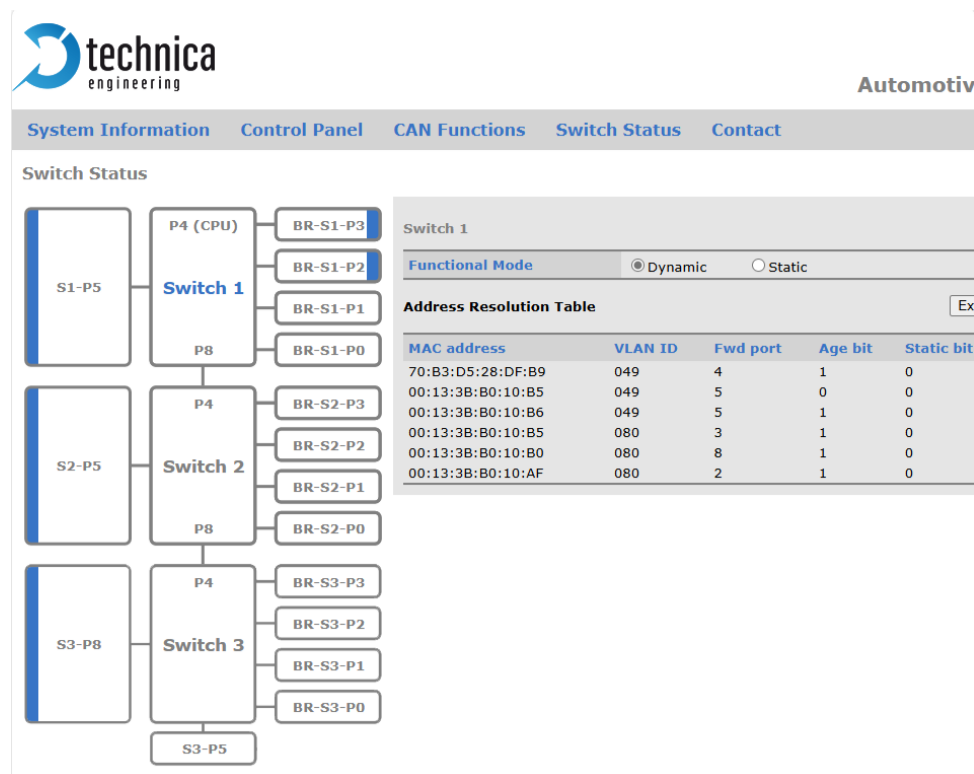 technica
engineering
Automotiv
System Information Control Panel CAN Functions Switch Status Contact
Switch Status
S1-P5
P4 (CPU)
Switch 1
P8
BR-S1-P3
BR-S1-P2
BR-S1-P1
BR-S1-P0
S2-P5
P4
Switch 2
P8
BR-S2-P3
BR-S2-P2
BR-S2-P1
BR-S2-P0
S3-P8
P4
Switch 3
BR-S3-P3
BR-S3-P2
BR-S3-P1
BR-S3-P0
S3-P5
Switch 1
Functional Mode Dynamic Static
Address Resolution Table Ex
MAC address VLAN ID Fwd port Age bit Static bit
70:B3:D5:28:DF:B9 049 4 1 0
00:13:3B:B0:10:B5 049 5 0 0
00:13:3B:B0:10:B6 049 5 1 0
00:13:3B:B0:10:B5 080 3 1 0
00:13:3B:B0:10:B0 080 8 1 0
00:13:3B:B0:10:AF 080 2 1 0